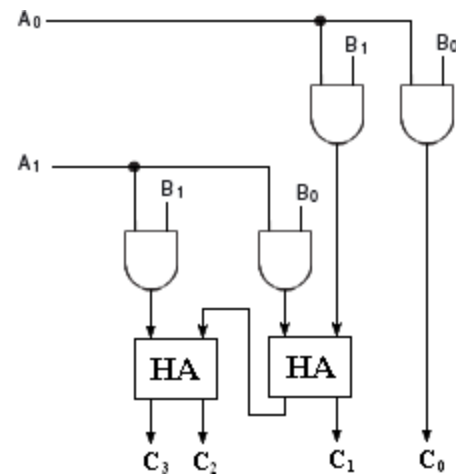 A₀
B₁ B₀
A₁
B₁ B₀
HA HA
C₃ C₂ C₁ C₀